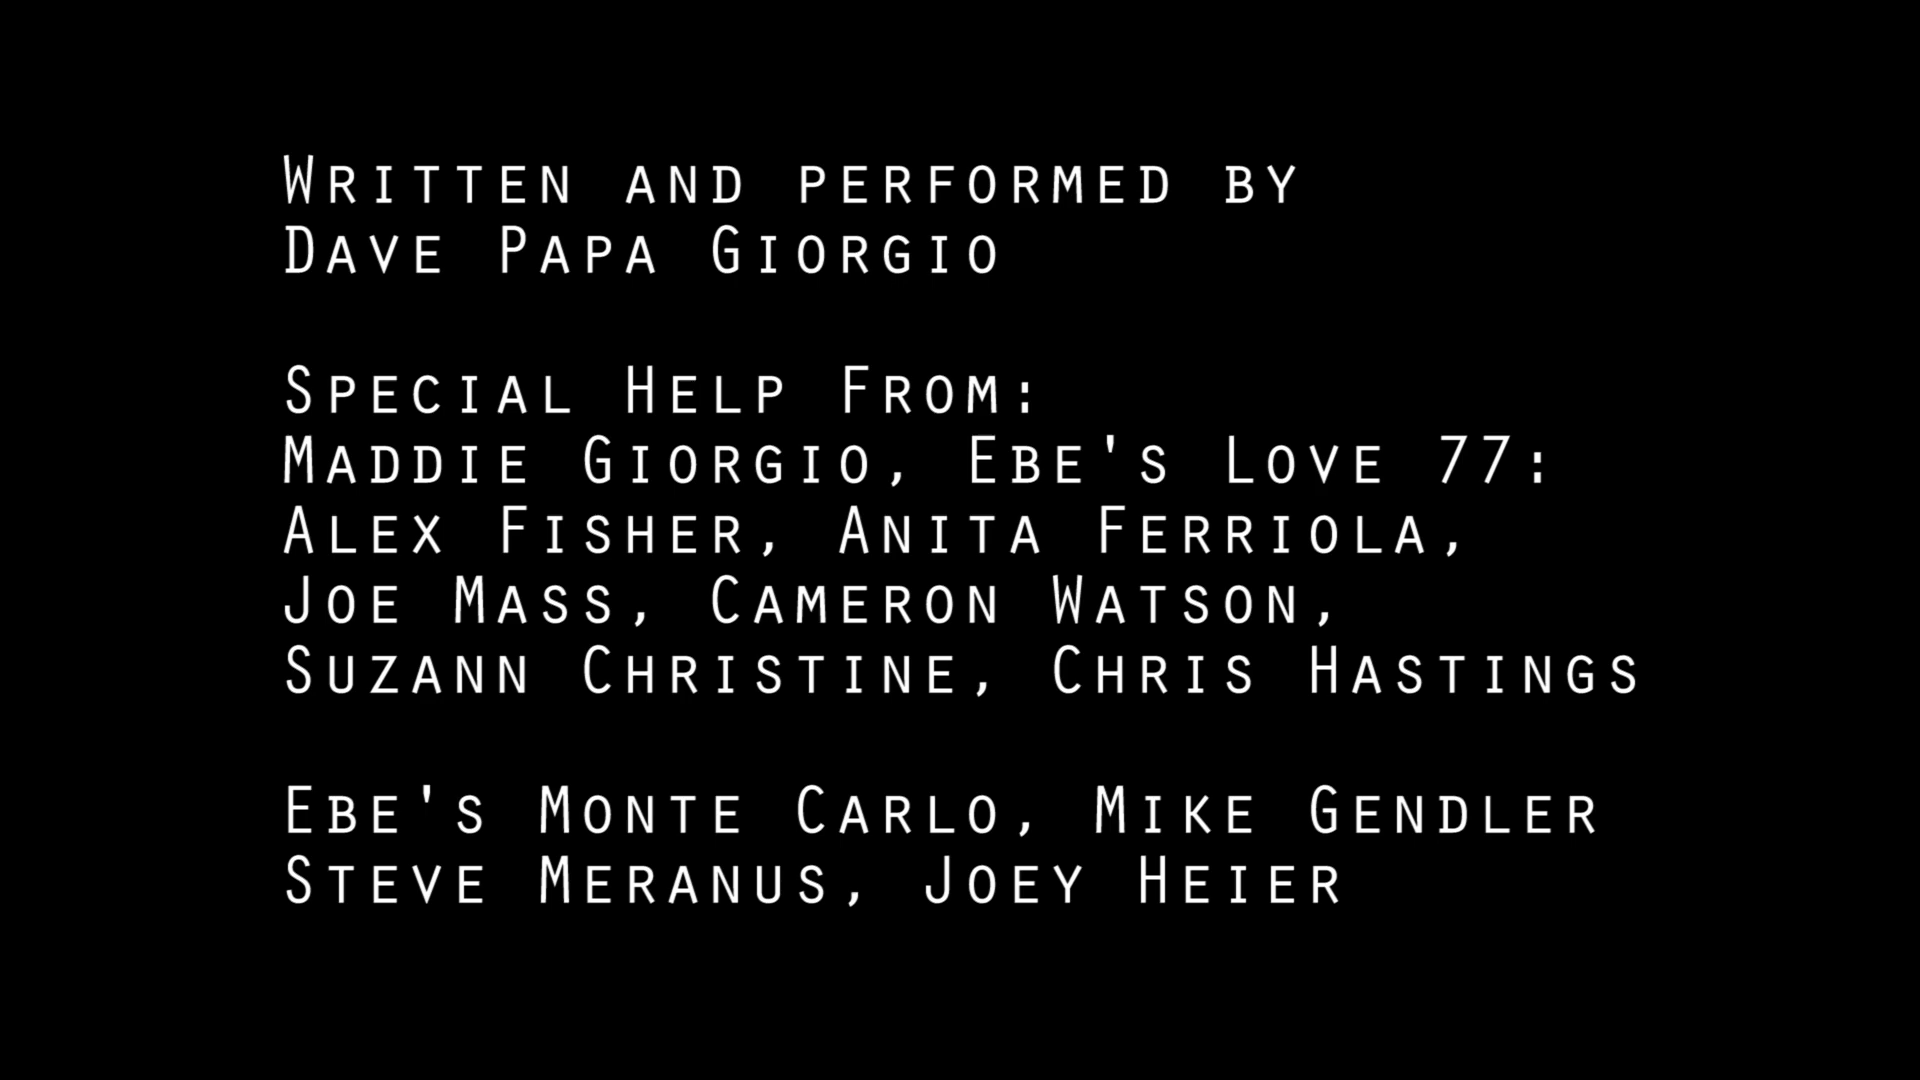 Written and performed by
Dave Papa Giorgio
Special Help From:
Maddie Giorgio, Ebe's Love 77:
Alex Fisher, Anita Ferriola,
Joe Mass, Cameron Watson,
Suzann Christine, Chris Hastings
Ebe's Monte Carlo, Mike Gendler
Steve Meranus, Joey Heier